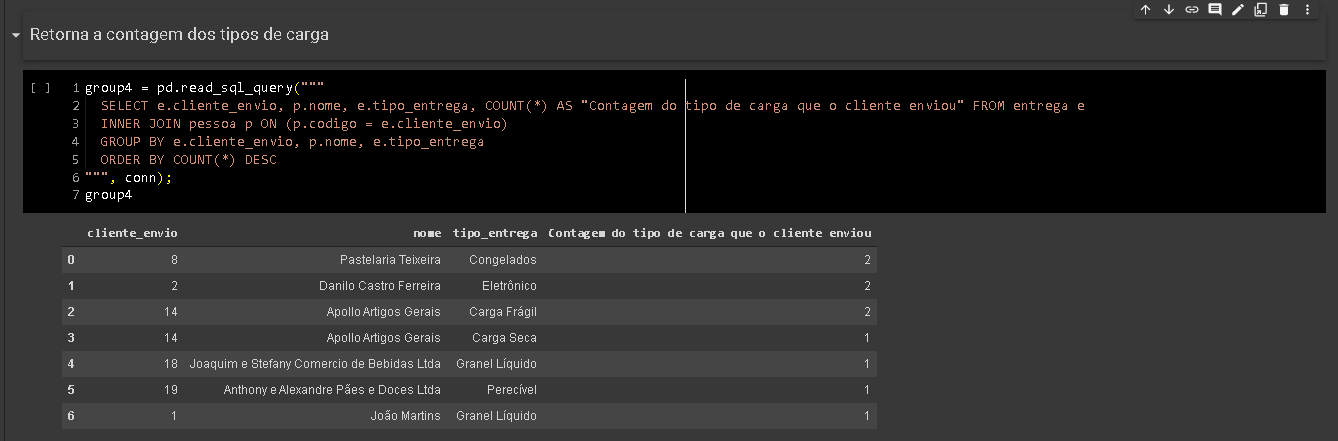 Retorna a contagem dos tipos de carga
[ ] 1 group4 = pd.read_sql_query("""
2 SELECT e.cliente_envio, p.nome, e.tipo_entrega, COUNT(*) AS "Contagem do tipo de carga que o cliente enviou" FROM entrega e
3 INNER JOIN pessoa p ON (p.codigo = e.cliente_envio)
4 GROUP BY e.cliente_envio, p.nome, e.tipo_entrega
5 ORDER BY COUNT(*) DESC
6 """, conn);
7 group4
cliente_envio nome tipo_entrega Contagem do tipo de carga que o cliente enviou
0 8 Pastelaria Teixeira Congelados 2
1 2 Danilo Castro Ferreira Eletrônico 2
2 14 Apollo Artigos Gerais Carga Frágil 2
3 14 Apollo Artigos Gerais Carga Seca 1
4 18 Joaquim e Stefany Comercio de Bebidas Ltda Granel Líquido 1
5 19 Anthony e Alexandre Pães e Doces Ltda Perecível 1
6 1 João Martins Granel Líquido 1